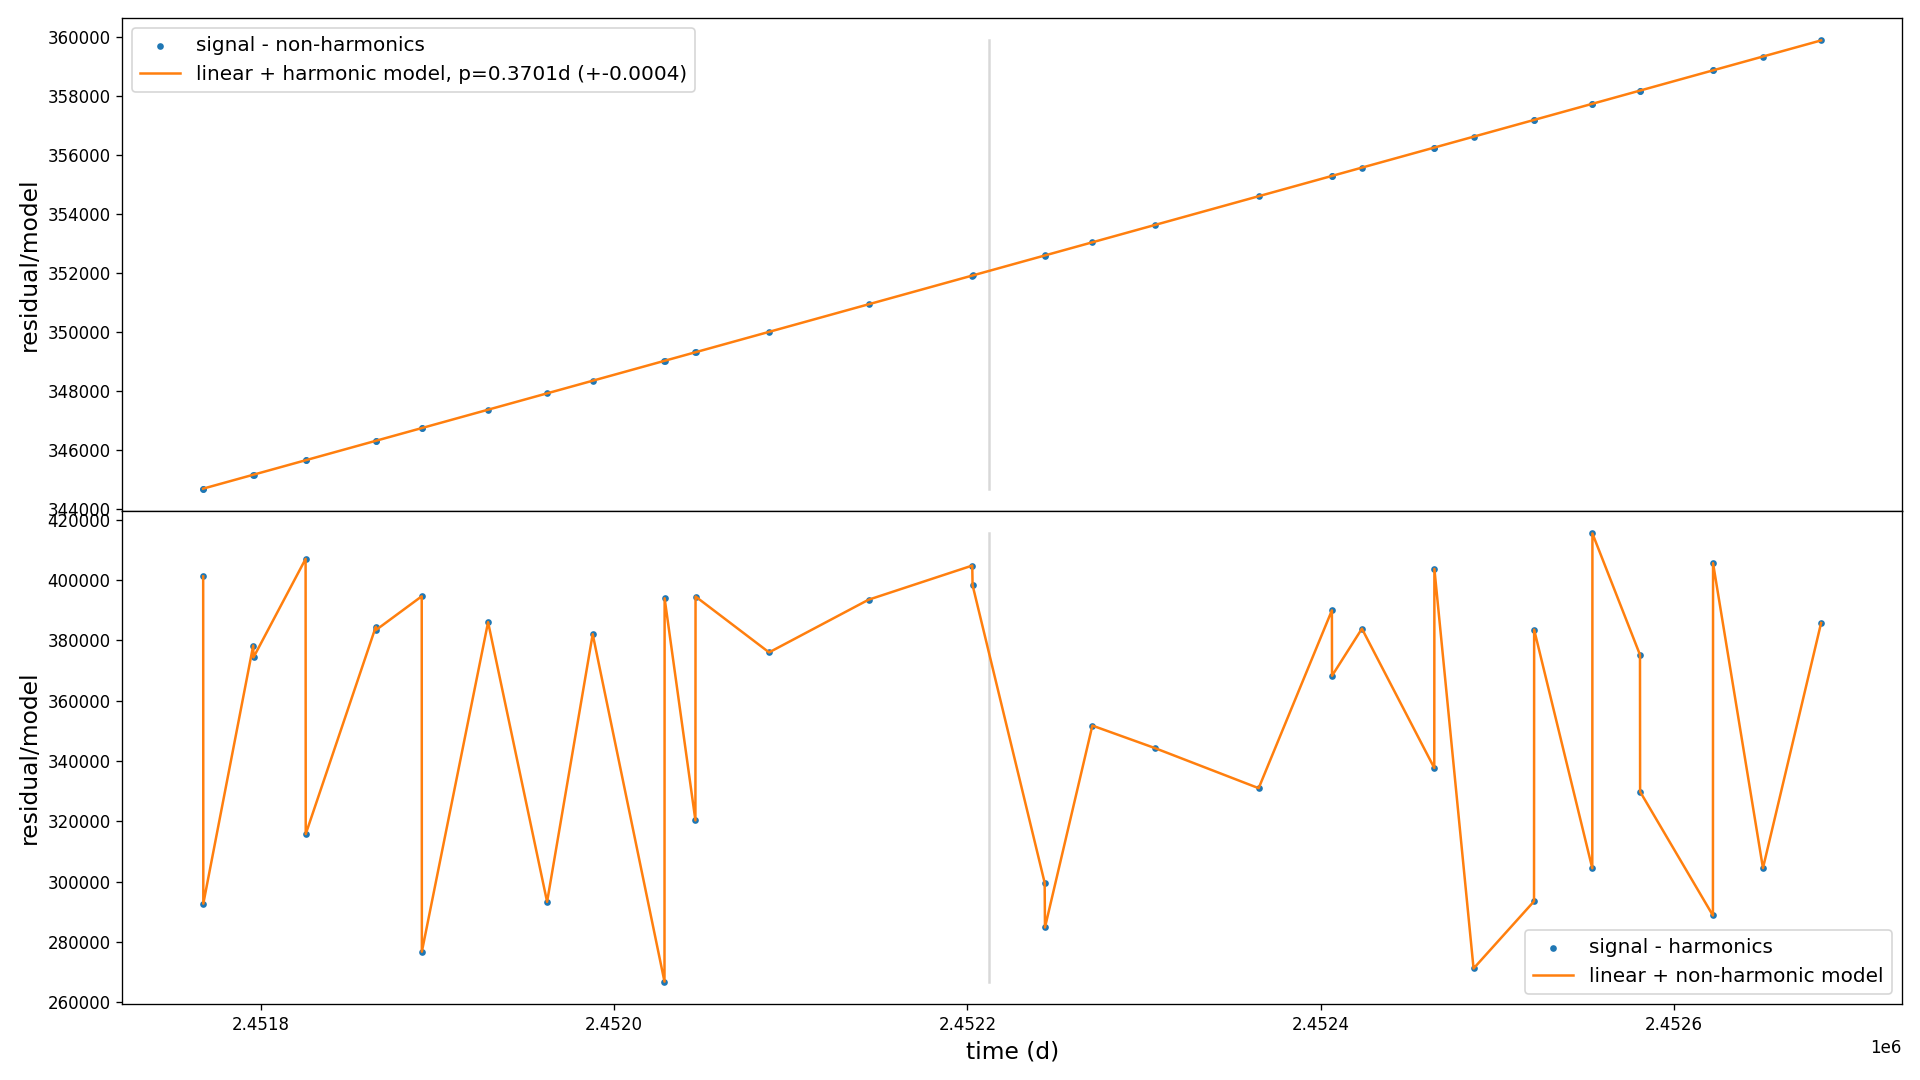 signal - non-harmonics
linear + harmonic model, p=0.3701d (+-0.0004)
360000
358000
356000
354000
352000
350000
348000
346000
344000
residual/model
420000
400000
380000
360000
340000
320000
300000
280000
260000
residual/model
signal - harmonics
linear + non-harmonic model
2.4518
2.4520
2.4522
2.4524
2.4526
1e6
time (d)